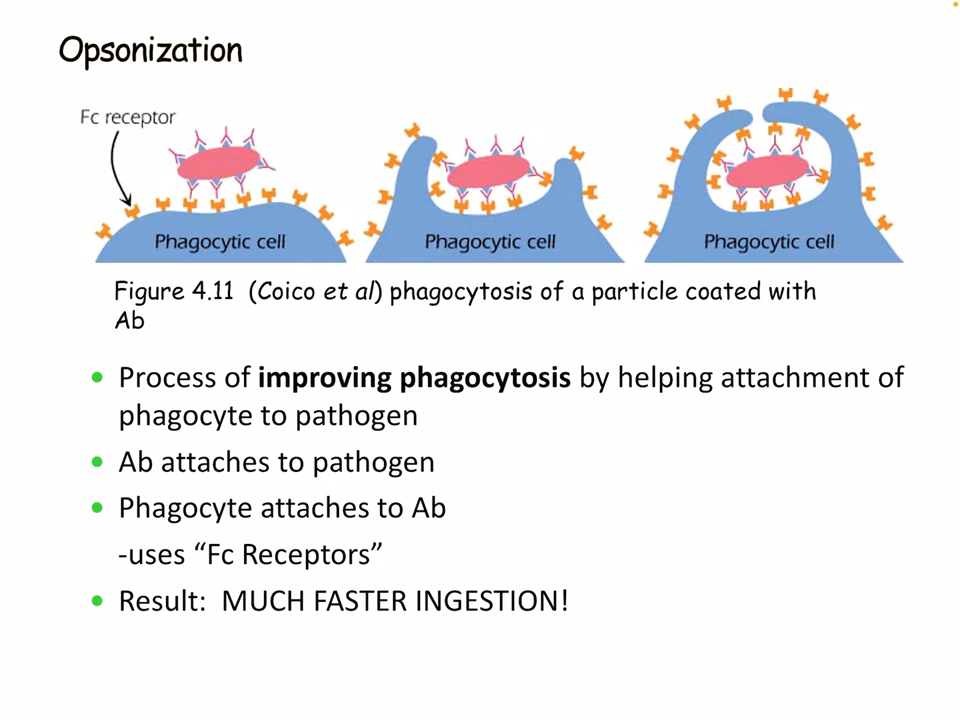 Opsonization
Fc receptor
Phagocytic cell
Phagocytic cell
Phagocytic cell
Figure 4.11 (Coico et al) phagocytosis of a particle coated with
Ab
• Process of improving phagocytosis by helping attachment of
phagocyte to pathogen
• Ab attaches to pathogen
• Phagocyte attaches to Ab
-uses “Fc Receptors”
• Result: MUCH FASTER INGESTION!